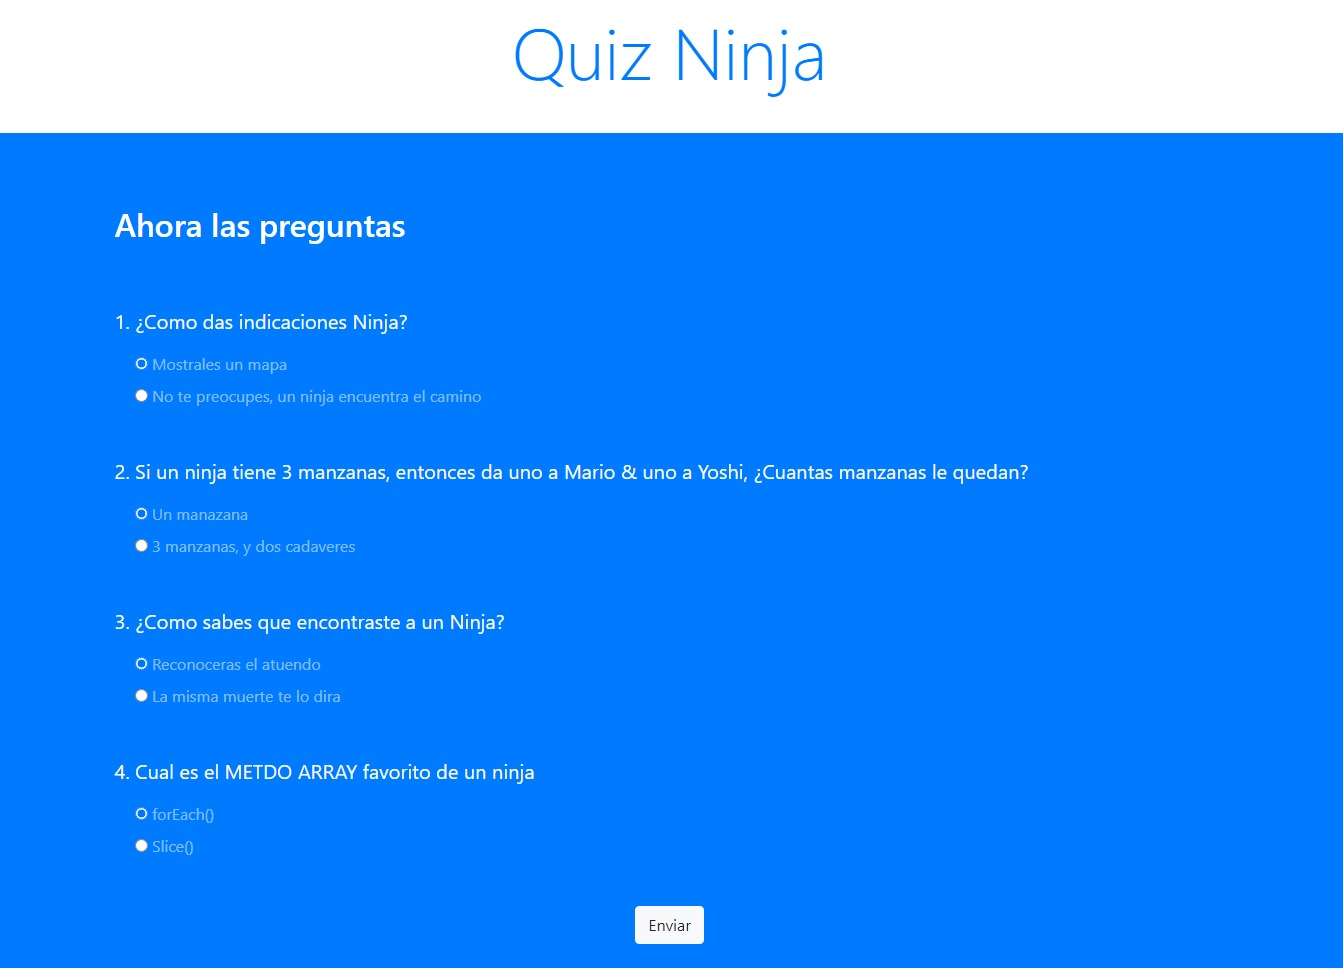 Quiz Ninja
Ahora las preguntas
1. ¿Como das indicaciones Ninja?
Mostrales un mapa
No te preocupes, un ninja encuentra el camino
2. Si un ninja tiene 3 manzanas, entonces da uno a Mario & uno a Yoshi, ¿Cuantas manzanas le quedan?
Un manazana
3 manzanas, y dos cadaveres
3. ¿Como sabes que encontraste a un Ninja?
Reconoceras el atuendo
La misma muerte te lo dira
4. Cual es el METDO ARRAY favorito de un ninja
forEach()
Slice()
Enviar